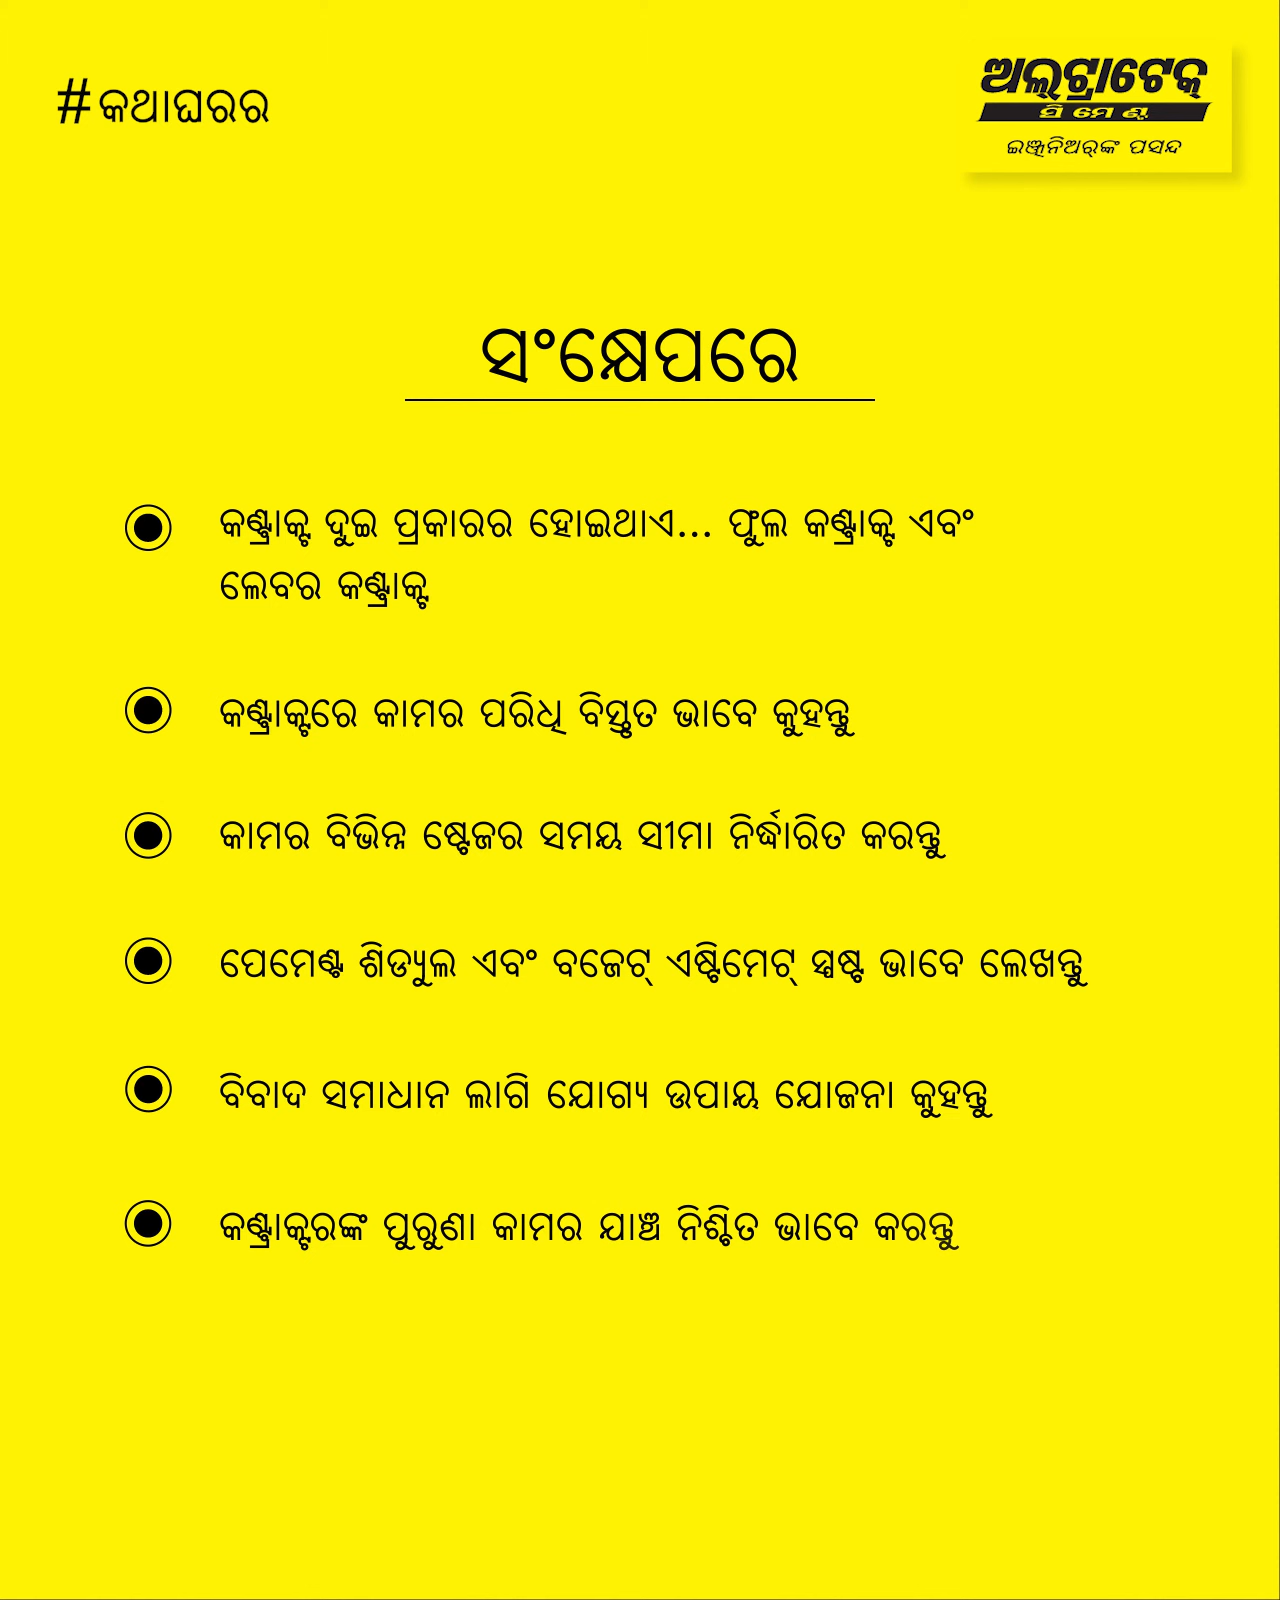 #କଥାଘରର
ଅଲ୍‌ଟ୍ରାଟେକ୍
ସିମେଣ୍ଟ
ଇଞ୍ଜିନିଅର୍‌ଙ୍କ ପସନ୍ଦ
ସଂକ୍ଷେପରେ
କଣ୍ଟ୍ରାକ୍ଟ ଦୁଇ ପ୍ରକାରର ହୋଇଥାଏ... ଫୁଲ କଣ୍ଟ୍ରାକ୍ଟ ଏବଂ
ଲେବର କଣ୍ଟ୍ରାକ୍ଟ
କଣ୍ଟ୍ରାକ୍ଟରେ କାମର ପରିଧି ବିସ୍ତୃତ ଭାବେ କୁହନ୍ତୁ
କାମର ବିଭିନ୍ନ ଷ୍ଟେଜର ସମୟ ସୀମା ନିର୍ଦ୍ଧାରିତ କରନ୍ତୁ
ପେମେଣ୍ଟ ଶିଡ୍ୟୁଲ ଏବଂ ବଜେଟ୍ ଏଷ୍ଟିମେଟ୍ ସ୍ପଷ୍ଟ ଭାବେ ଲେଖନ୍ତୁ
ବିବାଦ ସମାଧାନ ଲାଗି ଯୋଗ୍ୟ ଉପାୟ ଯୋଜନା କୁହନ୍ତୁ
କଣ୍ଟ୍ରାକ୍ଟରଙ୍କ ପୁରୁଣା କାମର ଯାଞ୍ଚ ନିଶ୍ଚିତ ଭାବେ କରନ୍ତୁ